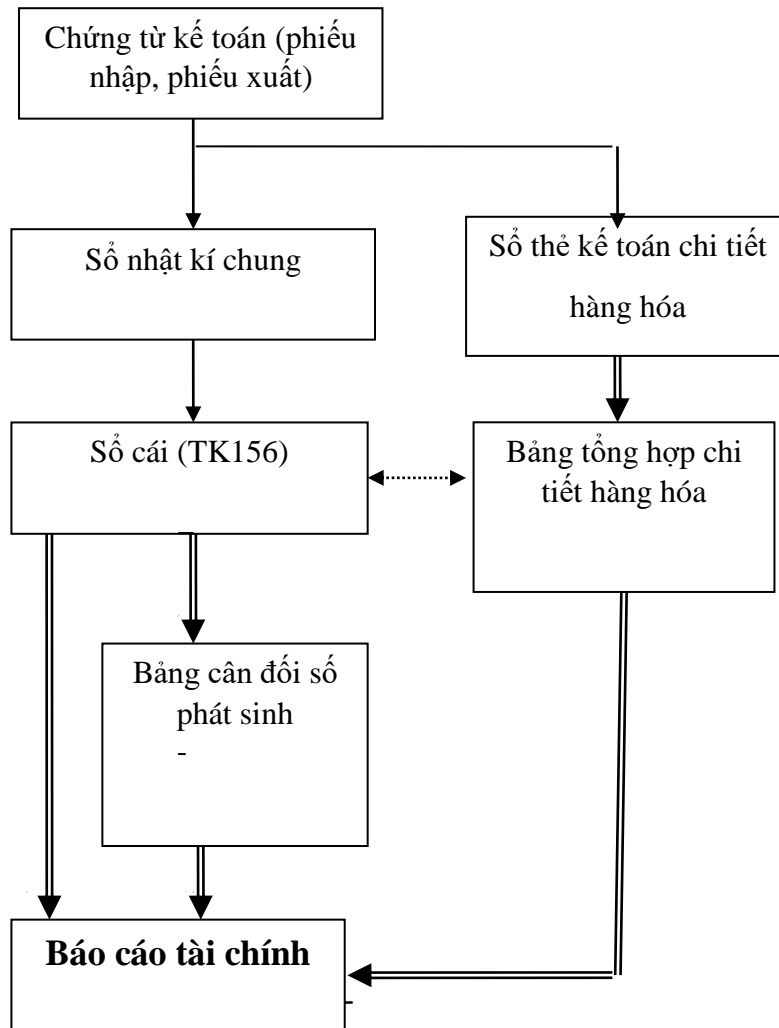 Chứng từ kế toán (phiếu
nhập, phiếu xuất)
Sổ nhật kí chung
Sổ thẻ kế toán chi tiết
hàng hóa
Sổ cái (TK156)
Bảng tổng hợp chi
tiết hàng hóa
Bảng cân đối số
phát sinh
-
Báo cáo tài chính
-